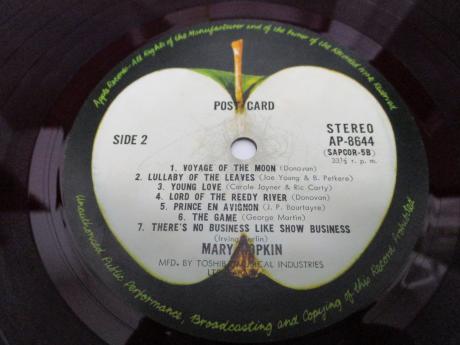 Apple Records–All Rights of the Manufacturer and of the Owner of the Recorded Work Reserved
POST CARD
SIDE 2
STEREO
AP-8644
(SAPCOR-5B)
33⅓ r. p. m.
1. VOYAGE OF THE MOON (Donovan)
2. LULLABY OF THE LEAVES (Joe Young & B. Petkere)
3. YOUNG LOVE (Carole Joyner & Ric Carty)
4. LORD OF THE REEDY RIVER (Donovan)
5. PRINCE EN AVIGNON (J. P. Bourtayre)
6. THE GAME (George Martin)
7. THERE'S NO BUSINESS LIKE SHOW BUSINESS
(Irving Berlin)
MARY HOPKIN
MFD. BY TOSHIBA MUSICAL INDUSTRIES
Unauthorized Public Performance, Broadcasting and Copying of this Record Prohibited